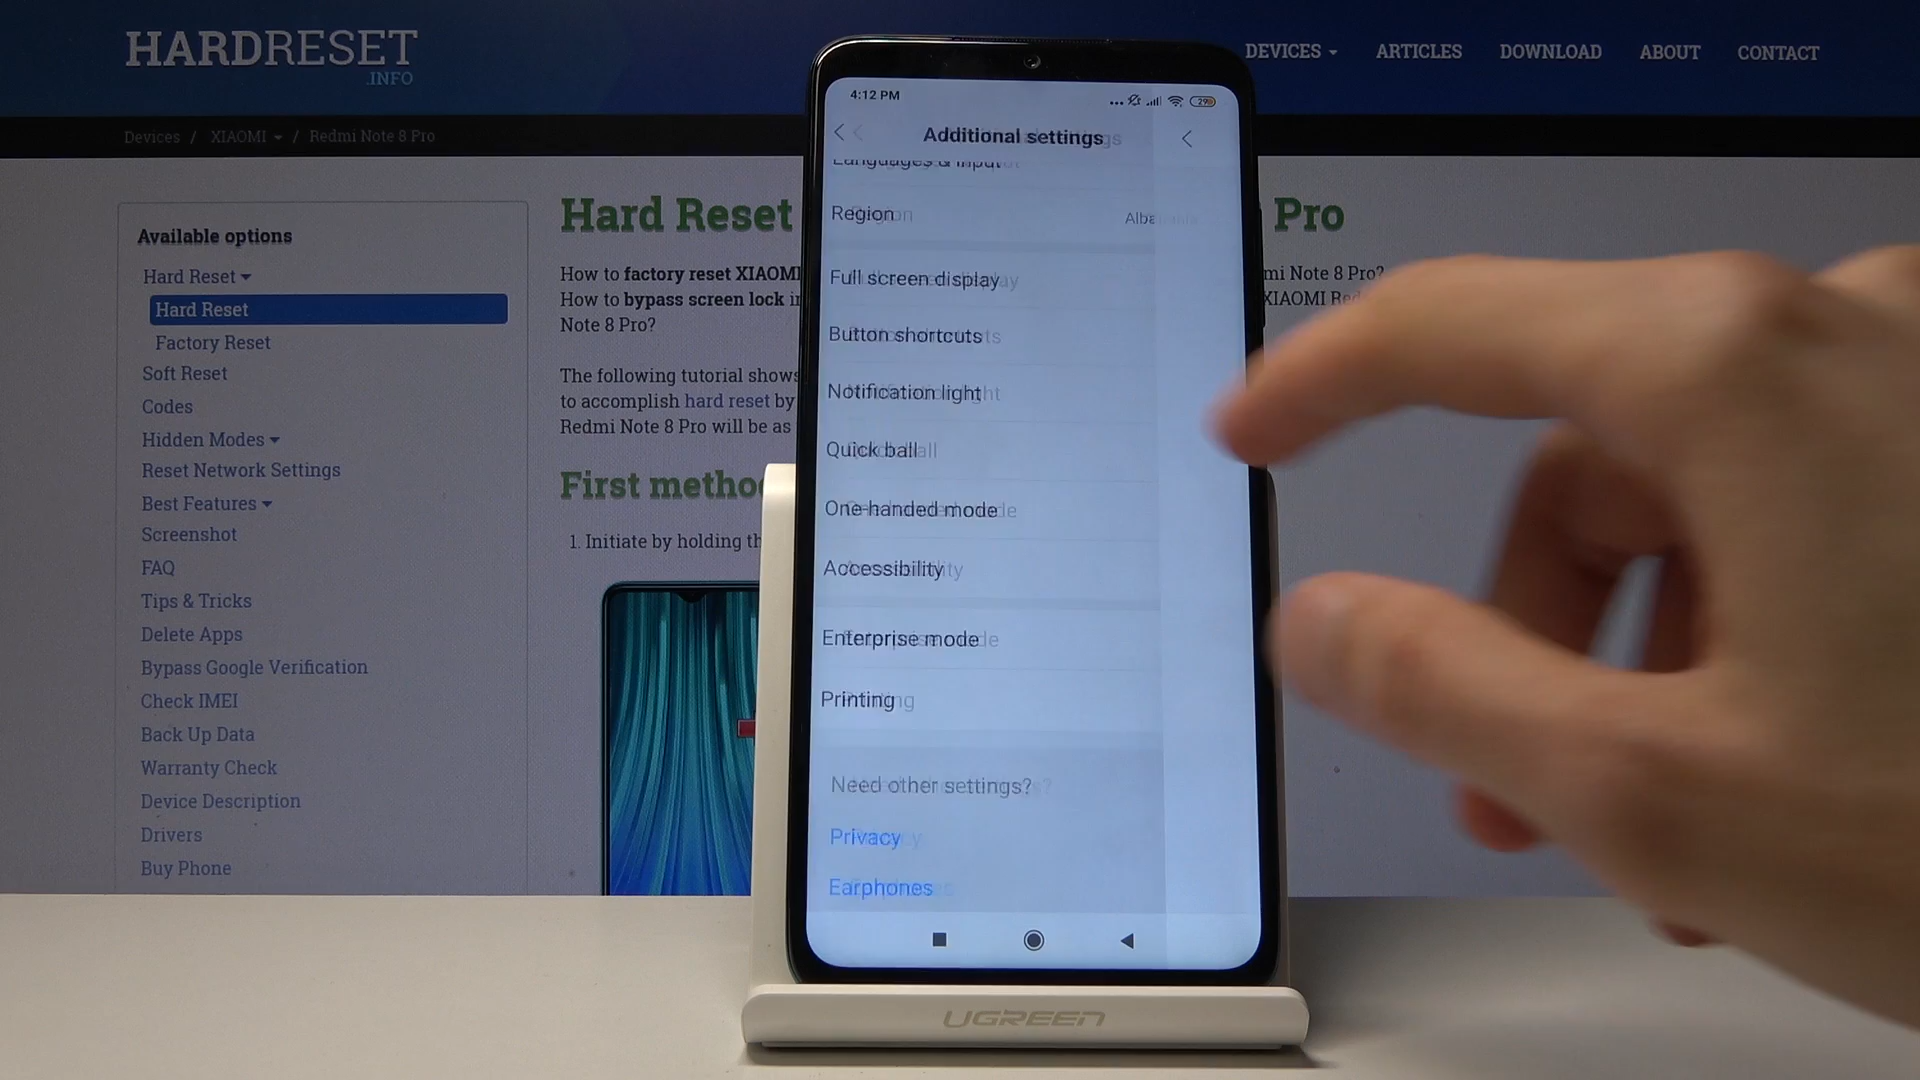 HARDRESET
.INFO
DEVICES
ARTICLES
DOWNLOAD
ABOUT
CONTACT
Devices / XIAOMI / Redmi Note 8 Pro
Available options
Hard Reset
Hard Reset
Factory Reset
Soft Reset
Codes
Hidden Modes
Reset Network Settings
Best Features
Screenshot
FAQ
Tips & Tricks
Delete Apps
Bypass Google Verification
Check IMEI
Back Up Data
Warranty Check
Device Description
Drivers
Buy Phone
Hard Reset Pro
How to factory reset XIAOMI mi Note 8 Pro?
How to bypass screen lock XIAOMI
Note 8 Pro?
The following tutorial shows
to accomplish hard reset by
Redmi Note 8 Pro will be as
First
1. Initiate by holding
4:12 PM
29
Additional settings
Languages & input
Region
Full screen display
Button shortcuts
Notification light
Quick ball
One-handed mode
Accessibility
Enterprise mode
Printing
Need other settings?
Privacy
Earphones
UGREEN